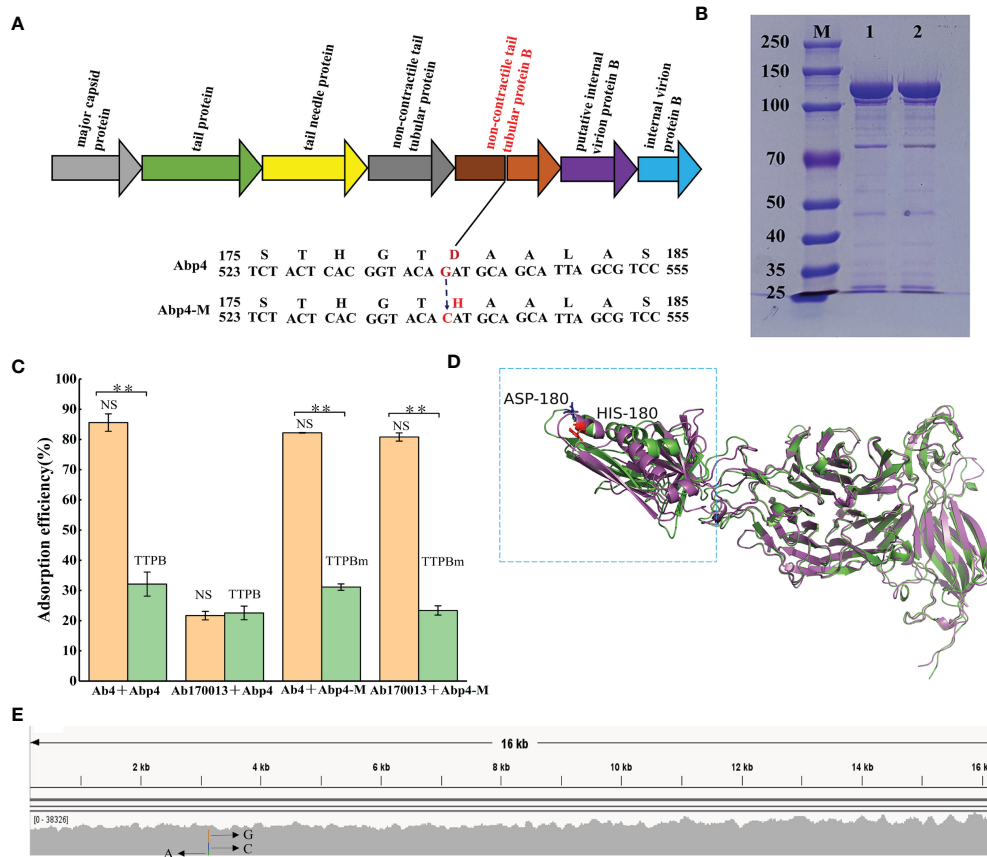 A
major capsid
protein
tail protein
tail needle protein
non-contractile tail
tubular protein
non-contractile tail
tubular protein B
putative internal
virion protein B
internal virion
protein B
175 S T H G T D A A L A S 185
Abp4
523 TCT ACT CAC GGT ACA GAT GCA GCA TTA GCG TCC 555
175 S T H G T H A A L A S 185
Abp4-M
523 TCT ACT CAC GGT ACA CAT GCA GCA TTA GCG TCC 555
B
M 1 2
250
150
100
70
50
40
35
25
C
Adsorption efficiency(%)
100
90
80
70
60
50
40
30
20
10
0
**
NS
TTPB
NS
TTPB
**
NS
TTPBm
**
NS
TTPBm
Ab4+Abp4
Ab170013+Abp4
Ab4+Abp4-M
Ab170013+Abp4-M
D
ASP-180
HIS-180
E
16 kb
2 kb 4 kb 6 kb 8 kb 10 kb 12 kb 14 kb 16 kb
[0 - 38326]
G
C
A